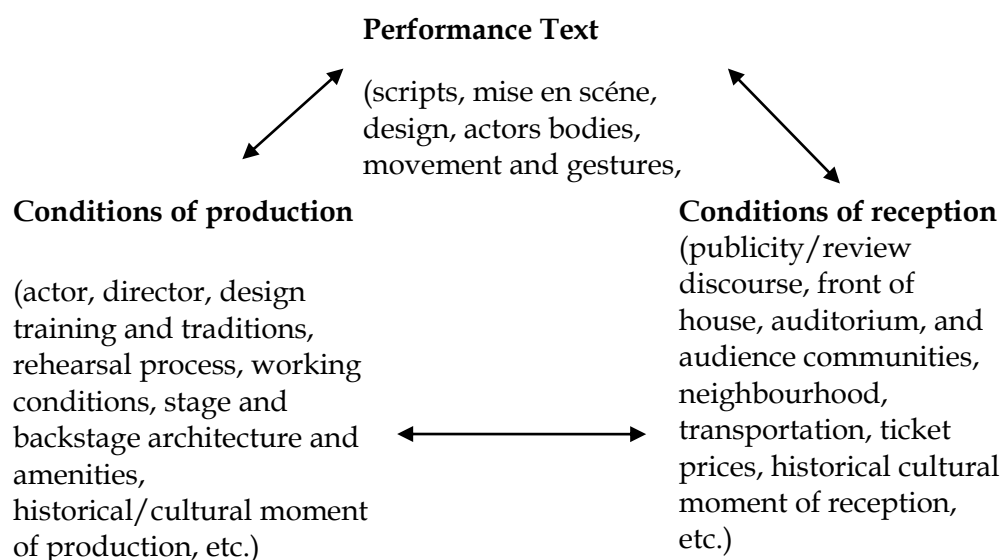 Performance Text
(scripts, mise en scéne,
design, actors bodies,
movement and gestures,
Conditions of production
(actor, director, design
training and traditions,
rehearsal process, working
conditions, stage and
backstage architecture and
amenities,
historical/cultural moment
of production, etc.)
Conditions of reception
(publicity/review
discourse, front of
house, auditorium, and
audience communities,
neighbourhood,
transportation, ticket
prices, historical cultural
moment of reception,
etc.)